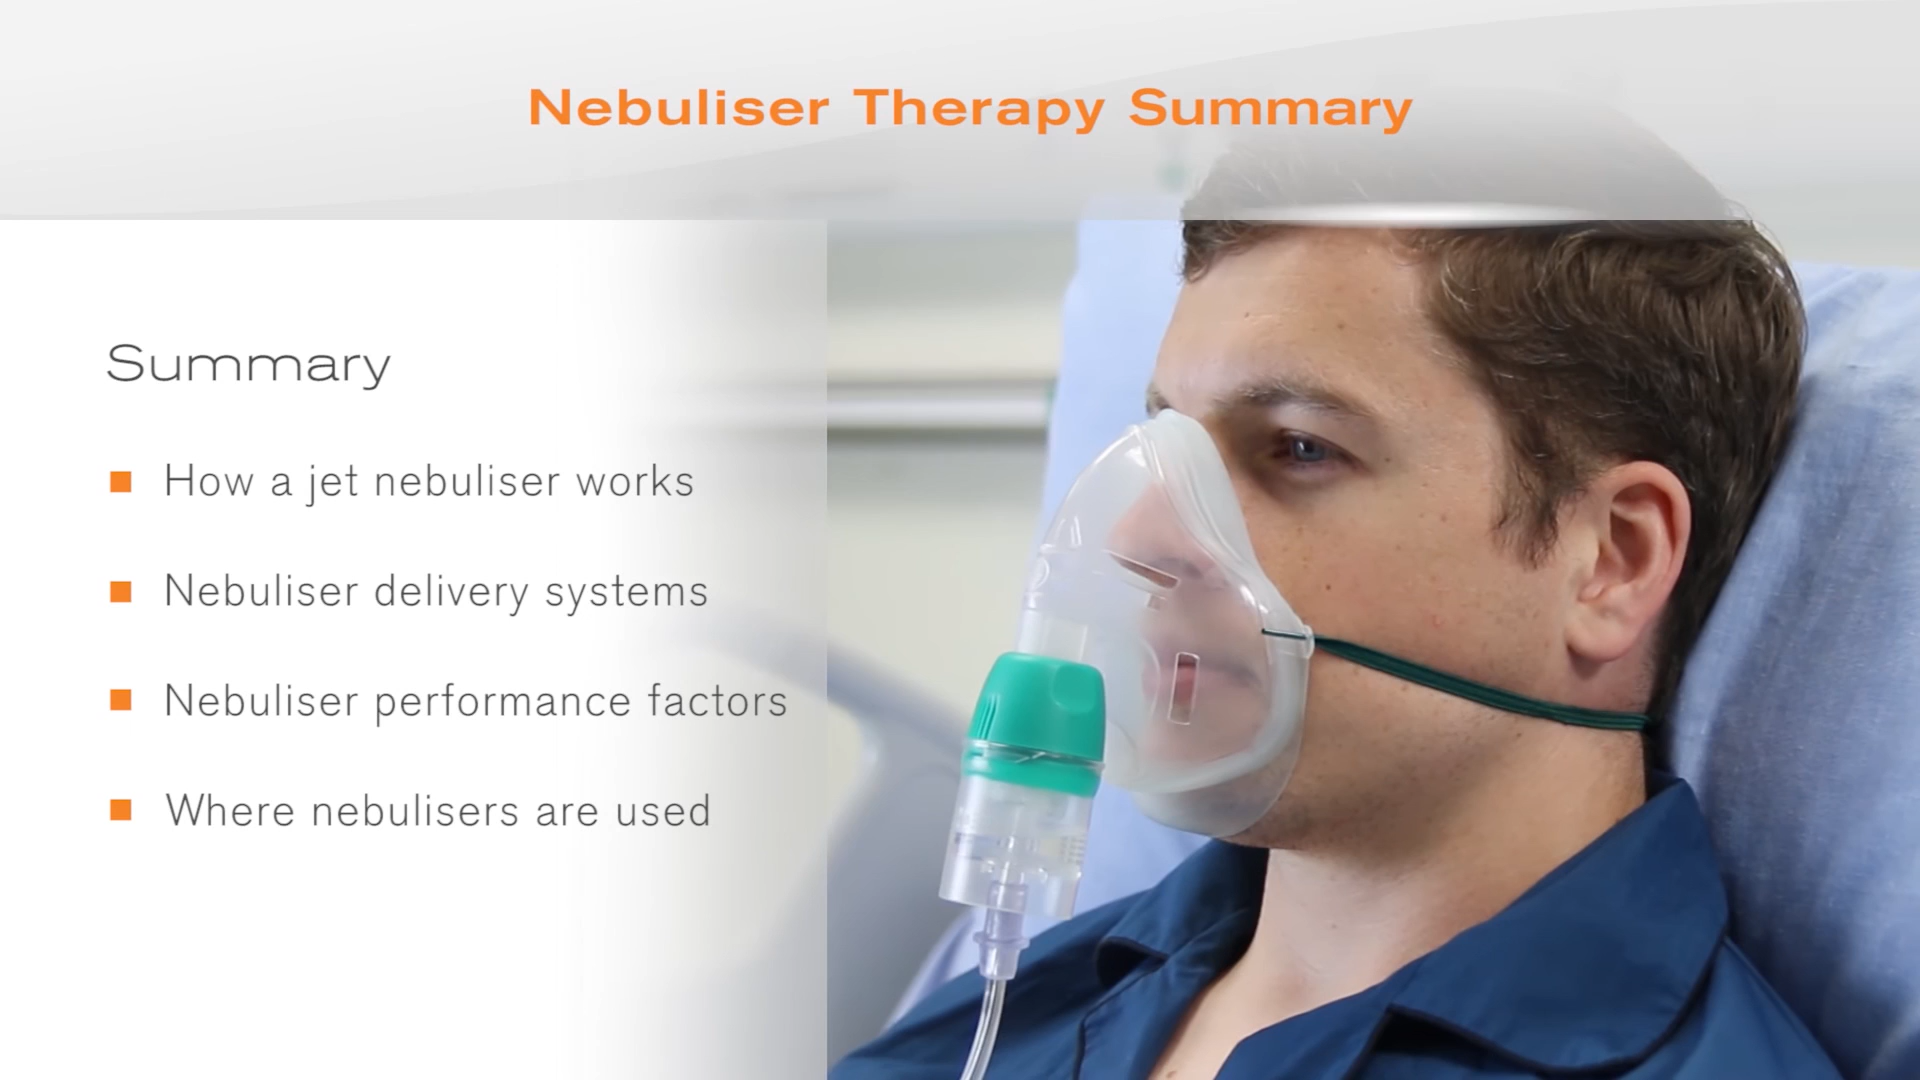 Nebuliser Therapy Summary
Summary
How a jet nebuliser works
Nebuliser delivery systems
Nebuliser performance factors
Where nebulisers are used